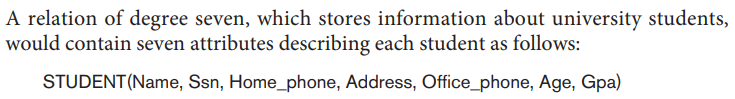 A relation of degree seven, which stores information about university students,
would contain seven attributes describing each student as follows:
STUDENT(Name, Ssn, Home_phone, Address, Office_phone, Age, Gpa)